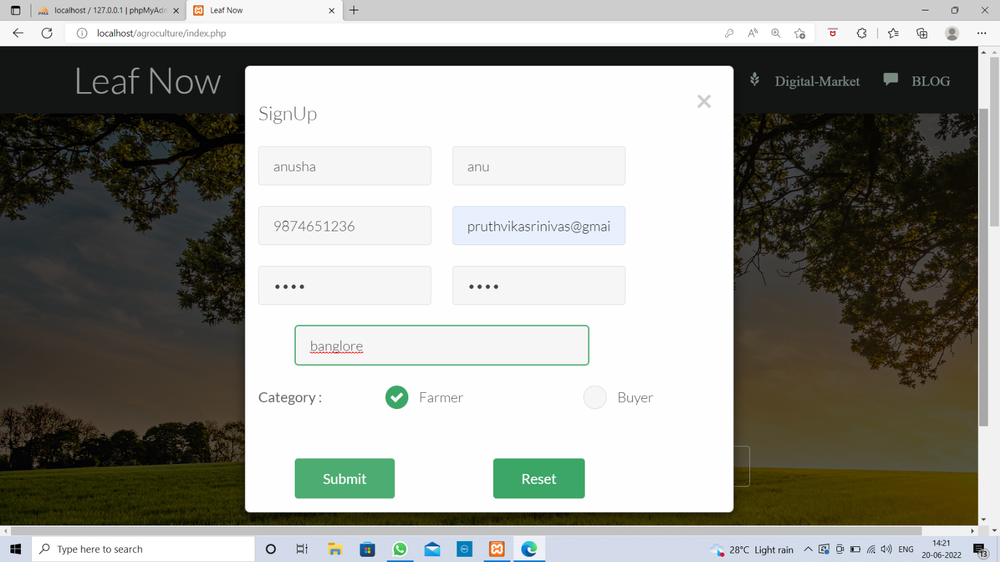 localhost / 127.0.0.1 | phpMyAdn
Leaf Now
localhost/agroculture/index.php
Leaf Now
Digital-Market
BLOG
SignUp
anusha
anu
9874651236
pruthvikasrinivas@gmai
••••
••••
banglore
Category :
Farmer
Buyer
Submit
Reset
Type here to search
28°C Light rain
ENG
14:21
20-06-2022
13